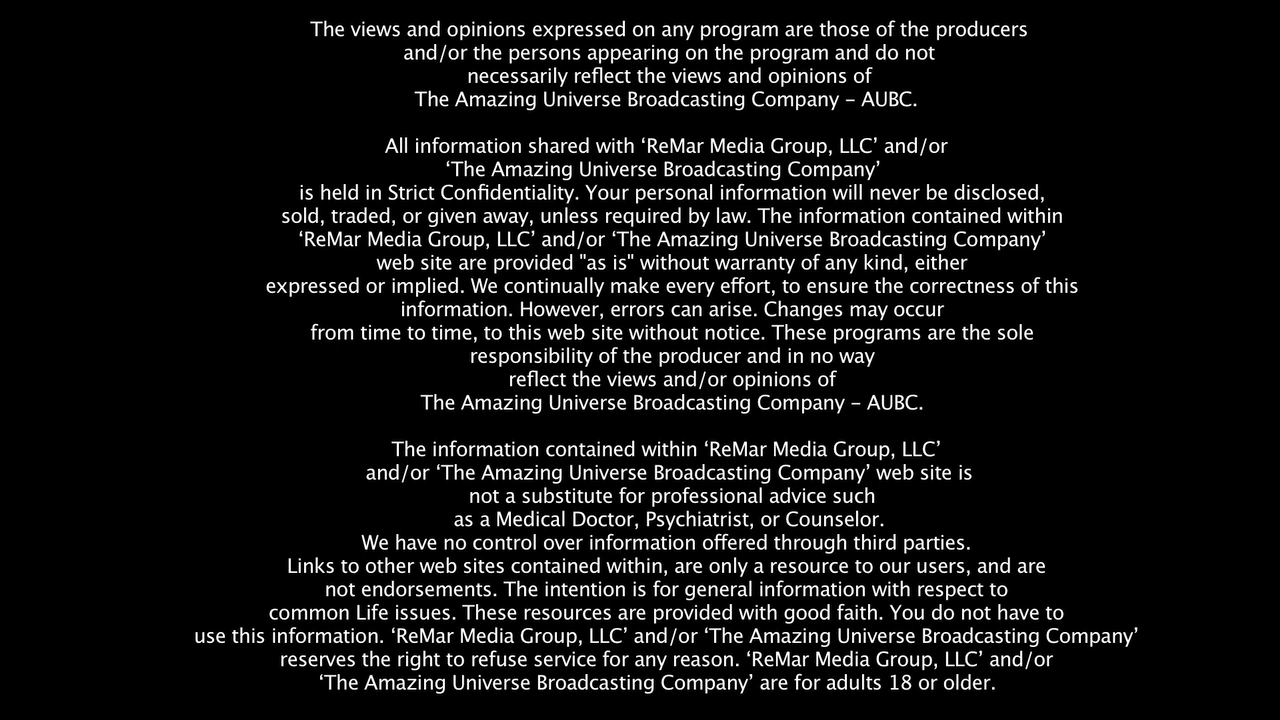 The views and opinions expressed on any program are those of the producers
and/or the persons appearing on the program and do not
necessarily reflect the views and opinions of
The Amazing Universe Broadcasting Company – AUBC.
All information shared with ‘ReMar Media Group, LLC’ and/or
‘The Amazing Universe Broadcasting Company’
is held in Strict Confidentiality. Your personal information will never be disclosed,
sold, traded, or given away, unless required by law. The information contained within
‘ReMar Media Group, LLC’ and/or ‘The Amazing Universe Broadcasting Company’
web site are provided "as is" without warranty of any kind, either
expressed or implied. We continually make every effort, to ensure the correctness of this
information. However, errors can arise. Changes may occur
from time to time, to this web site without notice. These programs are the sole
responsibility of the producer and in no way
reflect the views and/or opinions of
The Amazing Universe Broadcasting Company – AUBC.
The information contained within ‘ReMar Media Group, LLC’
and/or ‘The Amazing Universe Broadcasting Company’ web site is
not a substitute for professional advice such
as a Medical Doctor, Psychiatrist, or Counselor.
We have no control over information offered through third parties.
Links to other web sites contained within, are only a resource to our users, and are
not endorsements. The intention is for general information with respect to
common Life issues. These resources are provided with good faith. You do not have to
use this information. ‘ReMar Media Group, LLC’ and/or ‘The Amazing Universe Broadcasting Company’
reserves the right to refuse service for any reason. ‘ReMar Media Group, LLC’ and/or
‘The Amazing Universe Broadcasting Company’ are for adults 18 or older.